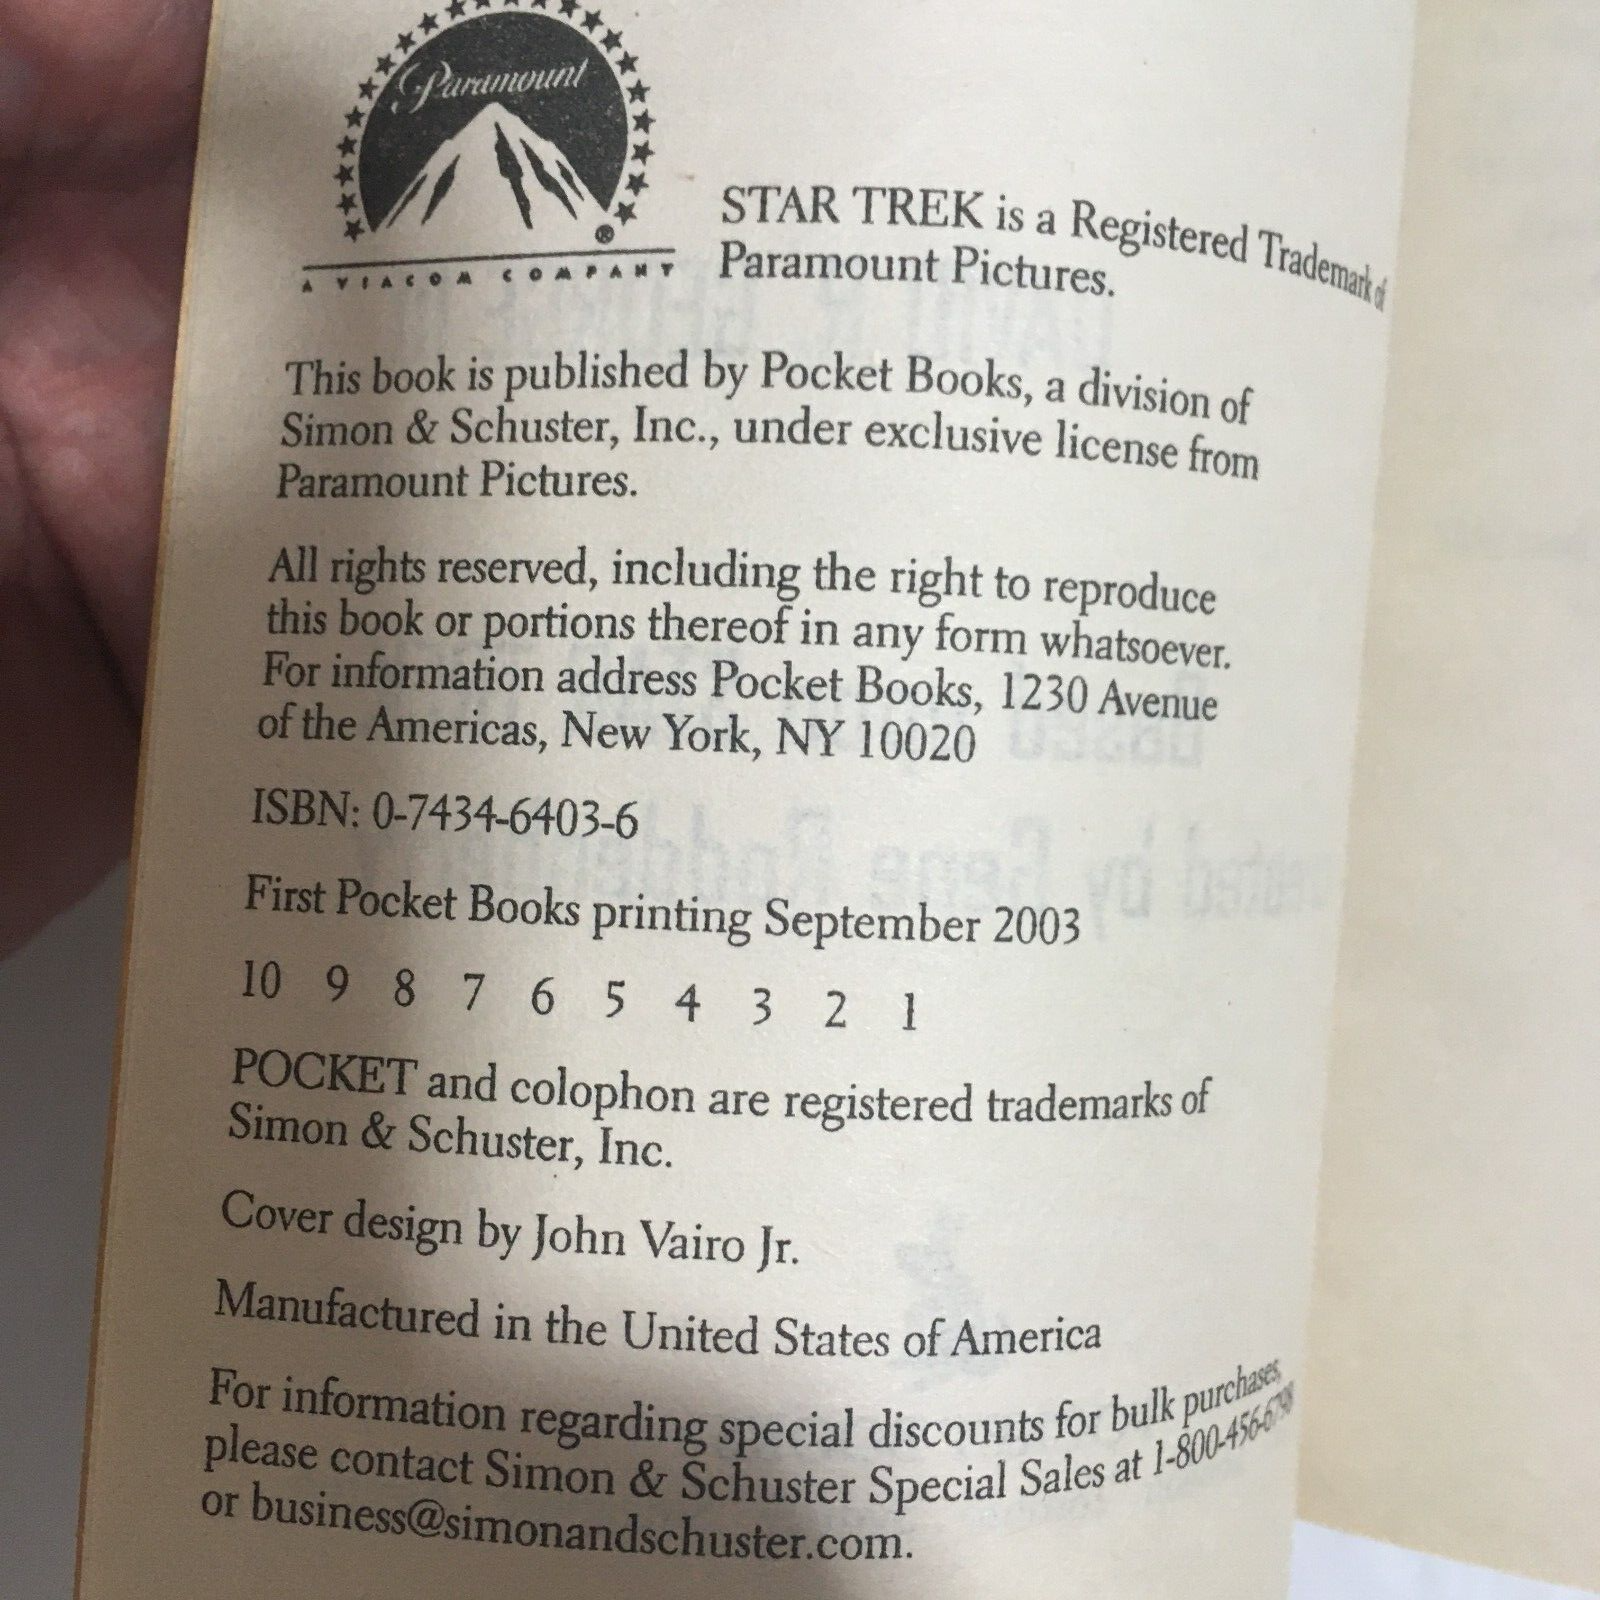 Paramount
A VIACOM COMPANY
STAR TREK is a Registered Trademark of
Paramount Pictures.
This book is published by Pocket Books, a division of
Simon & Schuster, Inc., under exclusive license from
Paramount Pictures.
All rights reserved, including the right to reproduce
this book or portions thereof in any form whatsoever.
For information address Pocket Books, 1230 Avenue
of the Americas, New York, NY 10020
ISBN: 0-7434-6403-6
First Pocket Books printing September 2003
10 9 8 7 6 5 4 3 2 1
POCKET and colophon are registered trademarks of
Simon & Schuster, Inc.
Cover design by John Vairo Jr.
Manufactured in the United States of America
For information regarding special discounts for bulk purchases,
please contact Simon & Schuster Special Sales at 1-800-456-6798
or business@simonandschuster.com.